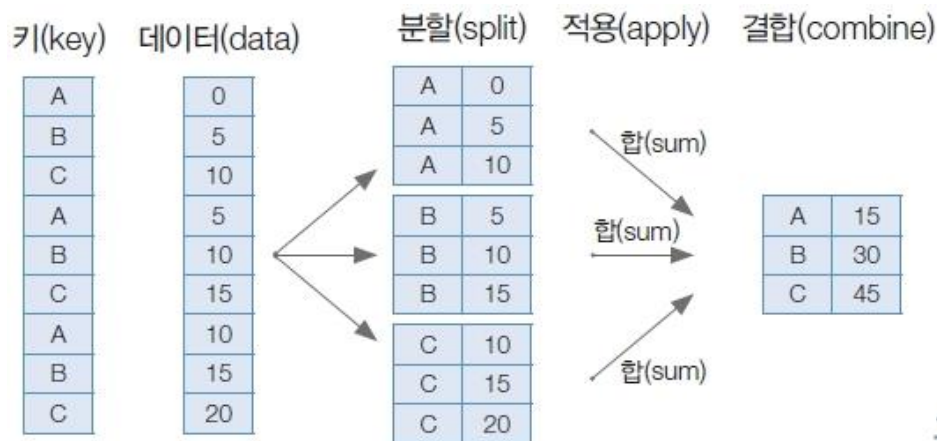 키(key) 데이터(data) 분할(split) 적용(apply) 결합(combine)
A
B
C
A
B
C
A
B
C
0
5
10
5
10
15
10
15
20
A 0
A 5
A 10
B 5
B 10
B 15
C 10
C 15
C 20
합(sum)
합(sum)
합(sum)
A 15
B 30
C 45